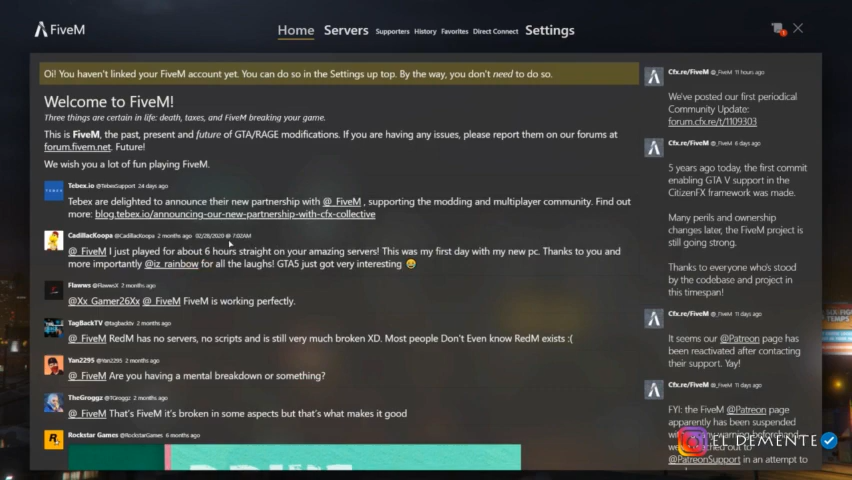 FiveM
Home Servers Supporters History Favorites Direct Connect Settings
Oi! You haven't linked your FiveM account yet. You can do so in the Settings up top. By the way, you don't need to do so.
Welcome to FiveM!
Three things are certain in life: death, taxes, and FiveM breaking your game.
This is FiveM, the past, present and future of GTA/RAGE modifications. If you are having any issues, please report them on our forums at
forum.fivem.net. Future!
We wish you a lot of fun playing FiveM.
TEBEX
Tebex.io @TebexSupport 24 days ago
Tebex are delighted to announce their new partnership with @_FiveM , supporting the modding and multiplayer community. Find out
more: blog.tebex.io/announcing-our-new-partnership-with-cfx-collective
CadillacKoopa @CadillacKoopa 2 months ago 02/28/2020 @ 7:02AM
@_FiveM I just played for about 6 hours straight on your amazing servers! This was my first day with my new pc. Thanks to you and
more importantly @iz_rainbow for all the laughs! GTA5 just got very interesting 😆
Flawws @FlawwsX 2 months ago
@Xx_Gamer26Xx @_FiveM FiveM is working perfectly.
TagBackTV @tagbacktv 2 months ago
@_FiveM RedM has no servers, no scripts and is still very much broken XD. Most people Don't Even know RedM exists :(
Yan2295 @Yan2295 2 months ago
@_FiveM Are you having a mental breakdown or something?
TheGroggz @TGroggz 2 months ago
@_FiveM That's FiveM it's broken in some aspects but that's what makes it good
Rockstar Games @RockstarGames 6 months ago
Cfx.re/FiveM @_FiveM 11 hours ago
We've posted our first periodical
Community Update:
forum.cfx.re/t/1109303
Cfx.re/FiveM @_FiveM 6 days ago
5 years ago today, the first commit
enabling GTA V support in the
CitizenFX framework was made.
Many perils and ownership
changes later, the FiveM project is
still going strong.
Thanks to everyone who's stood
by the codebase and project in
this timespan!
Cfx.re/FiveM @_FiveM 11 days ago
It seems our @Patreon page has
been reactivated after contacting
their support. Yay!
Cfx.re/FiveM @_FiveM 11 days ago
FYI: the FiveM @Patreon page
apparently has been suspended
@PatreonSupport in an attempt to
EL DEMENTE